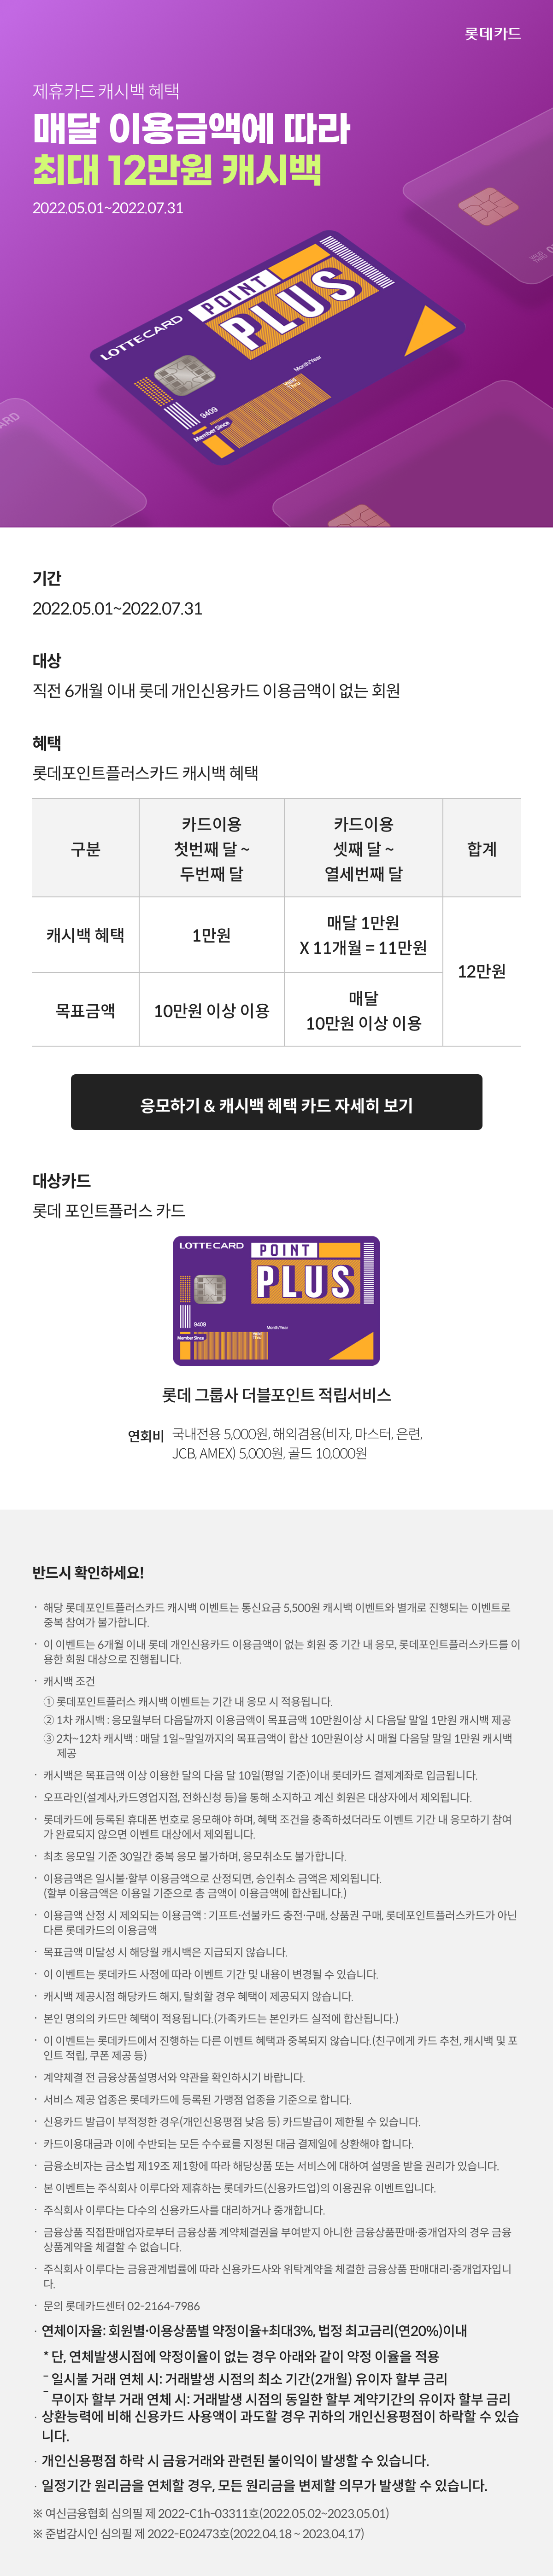 롯데카드
제휴카드 캐시백 혜택
매달 이용금액에 따라
최대 12만원 캐시백
2022.05.01~2022.07.31
LOTTECARD
POINT
PLUS
9409
Month/Year
Member Since
ARD
기간
2022.05.01~2022.07.31
대상
직전 6개월 이내 롯데 개인신용카드 이용금액이 없는 회원
혜택
롯데포인트플러스카드 캐시백 혜택
구분
카드이용
첫번째 달 ~
두번째 달
카드이용
셋째 달 ~
열세번째 달
합계
캐시백 혜택
1만원
매달 1만원
X 11개월 = 11만원
12만원
목표금액
10만원 이상 이용
매달
10만원 이상 이용
응모하기 & 캐시백 혜택 카드 자세히 보기
대상카드
롯데 포인트플러스 카드
LOTTECARD
POINT
PLUS
9409
Month/Year
Member Since
롯데 그룹사 더블포인트 적립서비스
연회비 국내전용 5,000원, 해외겸용(비자, 마스터, 은련,
JCB, AMEX) 5,000원, 골드 10,000원
반드시 확인하세요!
· 해당 롯데포인트플러스카드 캐시백 이벤트는 통신요금 5,500원 캐시백 이벤트와 별개로 진행되는 이벤트로
중복 참여가 불가합니다.
· 이 이벤트는 6개월 이내 롯데 개인신용카드 이용금액이 없는 회원 중 기간 내 응모, 롯데포인트플러스카드를 이
용한 회원 대상으로 진행됩니다.
· 캐시백 조건
① 롯데포인트플러스 캐시백 이벤트는 기간 내 응모 시 적용됩니다.
② 1차 캐시백 : 응모월부터 다음달까지 이용금액이 목표금액 10만원이상 시 다음달 말일 1만원 캐시백 제공
③ 2차~12차 캐시백 : 매달 1일~말일까지의 목표금액이 합산 10만원이상 시 매월 다음달 말일 1만원 캐시백
제공
· 캐시백은 목표금액 이상 이용한 달의 다음 달 10일(평일 기준)이내 롯데카드 결제계좌로 입금됩니다.
· 오프라인(설계사,카드영업지점, 전화신청 등)을 통해 소지하고 계신 회원은 대상자에서 제외됩니다.
· 롯데카드에 등록된 휴대폰 번호로 응모해야 하며, 혜택 조건을 충족하셨더라도 이벤트 기간 내 응모하기 참여
가 완료되지 않으면 이벤트 대상에서 제외됩니다.
· 최초 응모일 기준 30일간 중복 응모 불가하며, 응모취소도 불가합니다.
· 이용금액은 일시불·할부 이용금액으로 산정되면, 승인취소 금액은 제외됩니다.
(할부 이용금액은 이용일 기준으로 총 금액이 이용금액에 합산됩니다.)
· 이용금액 산정 시 제외되는 이용금액 : 기프트·선불카드 충전·구매, 상품권 구매, 롯데포인트플러스카드가 아닌
다른 롯데카드의 이용금액
· 목표금액 미달성 시 해당월 캐시백은 지급되지 않습니다.
· 이 이벤트는 롯데카드 사정에 따라 이벤트 기간 및 내용이 변경될 수 있습니다.
· 캐시백 제공시점 해당카드 해지, 탈회할 경우 혜택이 제공되지 않습니다.
· 본인 명의의 카드만 혜택이 적용됩니다.(가족카드는 본인카드 실적에 합산됩니다.)
· 이 이벤트는 롯데카드에서 진행하는 다른 이벤트 혜택과 중복되지 않습니다.(친구에게 카드 추천, 캐시백 및 포
인트 적립, 쿠폰 제공 등)
· 계약체결 전 금융상품설명서와 약관을 확인하시기 바랍니다.
· 서비스 제공 업종은 롯데카드에 등록된 가맹점 업종을 기준으로 합니다.
· 신용카드 발급이 부적정한 경우(개인신용평점 낮음 등) 카드발급이 제한될 수 있습니다.
· 카드이용대금과 이에 수반되는 모든 수수료를 지정된 대금 결제일에 상환해야 합니다.
· 금융소비자는 금소법 제19조 제1항에 따라 해당상품 또는 서비스에 대하여 설명을 받을 권리가 있습니다.
· 본 이벤트는 주식회사 이루다와 제휴하는 롯데카드(신용카드업)의 이용권유 이벤트입니다.
· 주식회사 이루다는 다수의 신용카드사를 대리하거나 중개합니다.
· 금융상품 직접판매업자로부터 금융상품 계약체결권을 부여받지 아니한 금융상품판매·중개업자의 경우 금융
상품계약을 체결할 수 없습니다.
· 주식회사 이루다는 금융관계법률에 따라 신용카드사와 위탁계약을 체결한 금융상품 판매대리·중개업자입니
다.
· 문의 롯데카드센터 02-2164-7986
· 연체이자율: 회원별·이용상품별 약정이율+최대3%, 법정 최고금리(연20%)이내
* 단, 연체발생시점에 약정이율이 없는 경우 아래와 같이 약정 이율을 적용
- 일시불 거래 연체 시: 거래발생 시점의 최소 기간(2개월) 유이자 할부 금리
- 무이자 할부 거래 연체 시: 거래발생 시점의 동일한 할부 계약기간의 유이자 할부 금리
· 상환능력에 비해 신용카드 사용액이 과도할 경우 귀하의 개인신용평점이 하락할 수 있습
니다.
· 개인신용평점 하락 시 금융거래와 관련된 불이익이 발생할 수 있습니다.
· 일정기간 원리금을 연체할 경우, 모든 원리금을 변제할 의무가 발생할 수 있습니다.
※ 여신금융협회 심의필 제 2022-C1h-03311호(2022.05.02~2023.05.01)
※ 준법감시인 심의필 제 2022-E02473호(2022.04.18 ~ 2023.04.17)